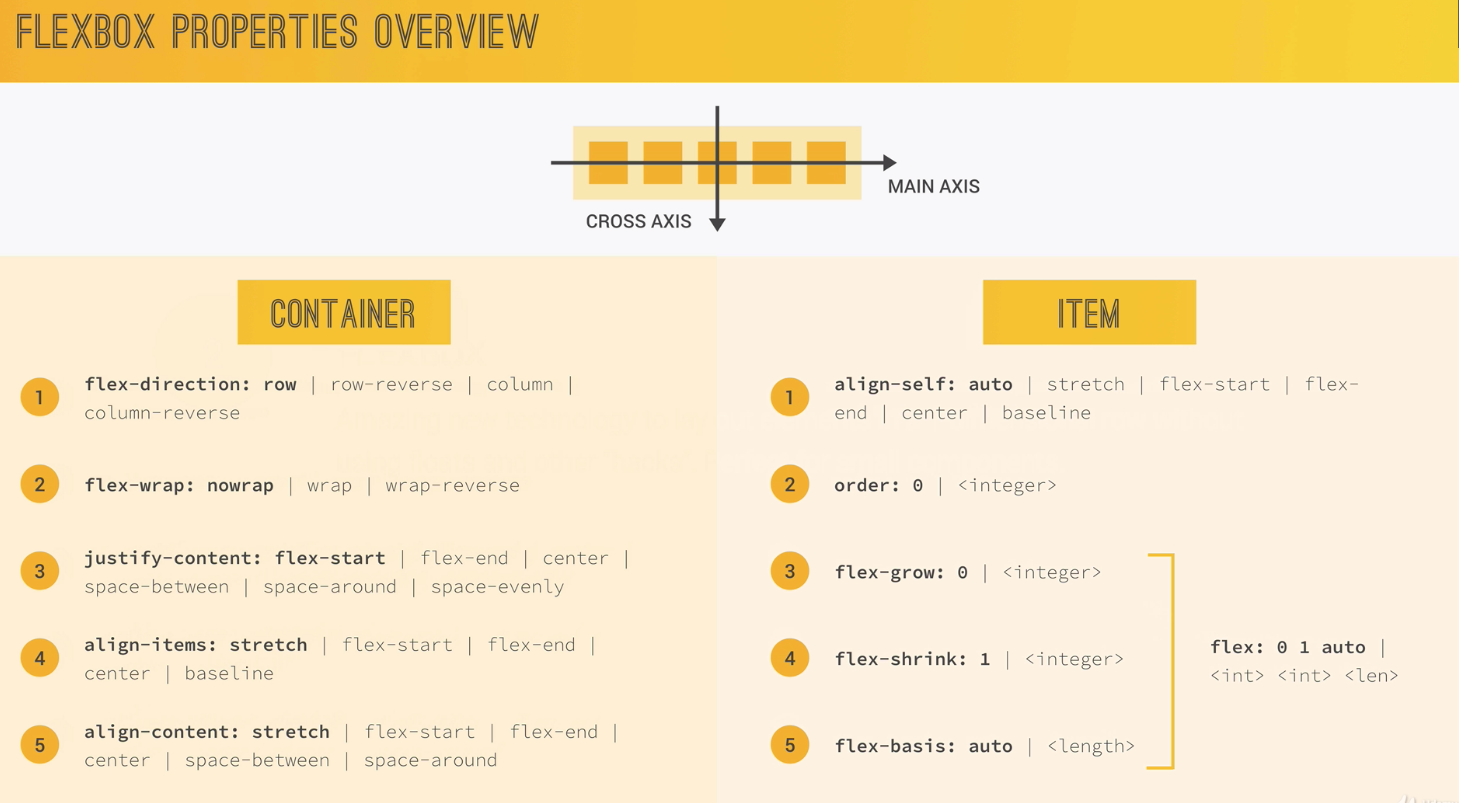 FLEXBOX PROPERTIES OVERVIEW
MAIN AXIS
CROSS AXIS
CONTAINER
1
flex-direction: row | row-reverse | column |
column-reverse
2
flex-wrap: nowrap | wrap | wrap-reverse
3
justify-content: flex-start | flex-end | center |
space-between | space-around | space-evenly
4
align-items: stretch | flex-start | flex-end |
center | baseline
5
align-content: stretch | flex-start | flex-end |
center | space-between | space-around
ITEM
1
align-self: auto | stretch | flex-start | flex-
end | center | baseline
2
order: 0 | <integer>
3
flex-grow: 0 | <integer>
4
flex-shrink: 1 | <integer>
5
flex-basis: auto | <length>
flex: 0 1 auto |
<int> <int> <len>